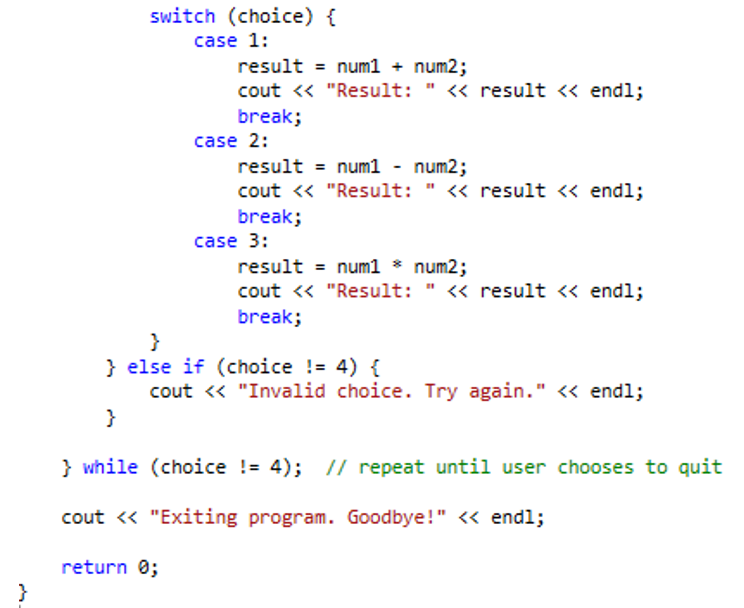 switch (choice) {
case 1:
result = num1 + num2;
cout << "Result: " << result << endl;
break;
case 2:
result = num1 - num2;
cout << "Result: " << result << endl;
break;
case 3:
result = num1 * num2;
cout << "Result: " << result << endl;
break;
}
} else if (choice != 4) {
cout << "Invalid choice. Try again." << endl;
}
} while (choice != 4);  // repeat until user chooses to quit
cout << "Exiting program. Goodbye!" << endl;
return 0;
}